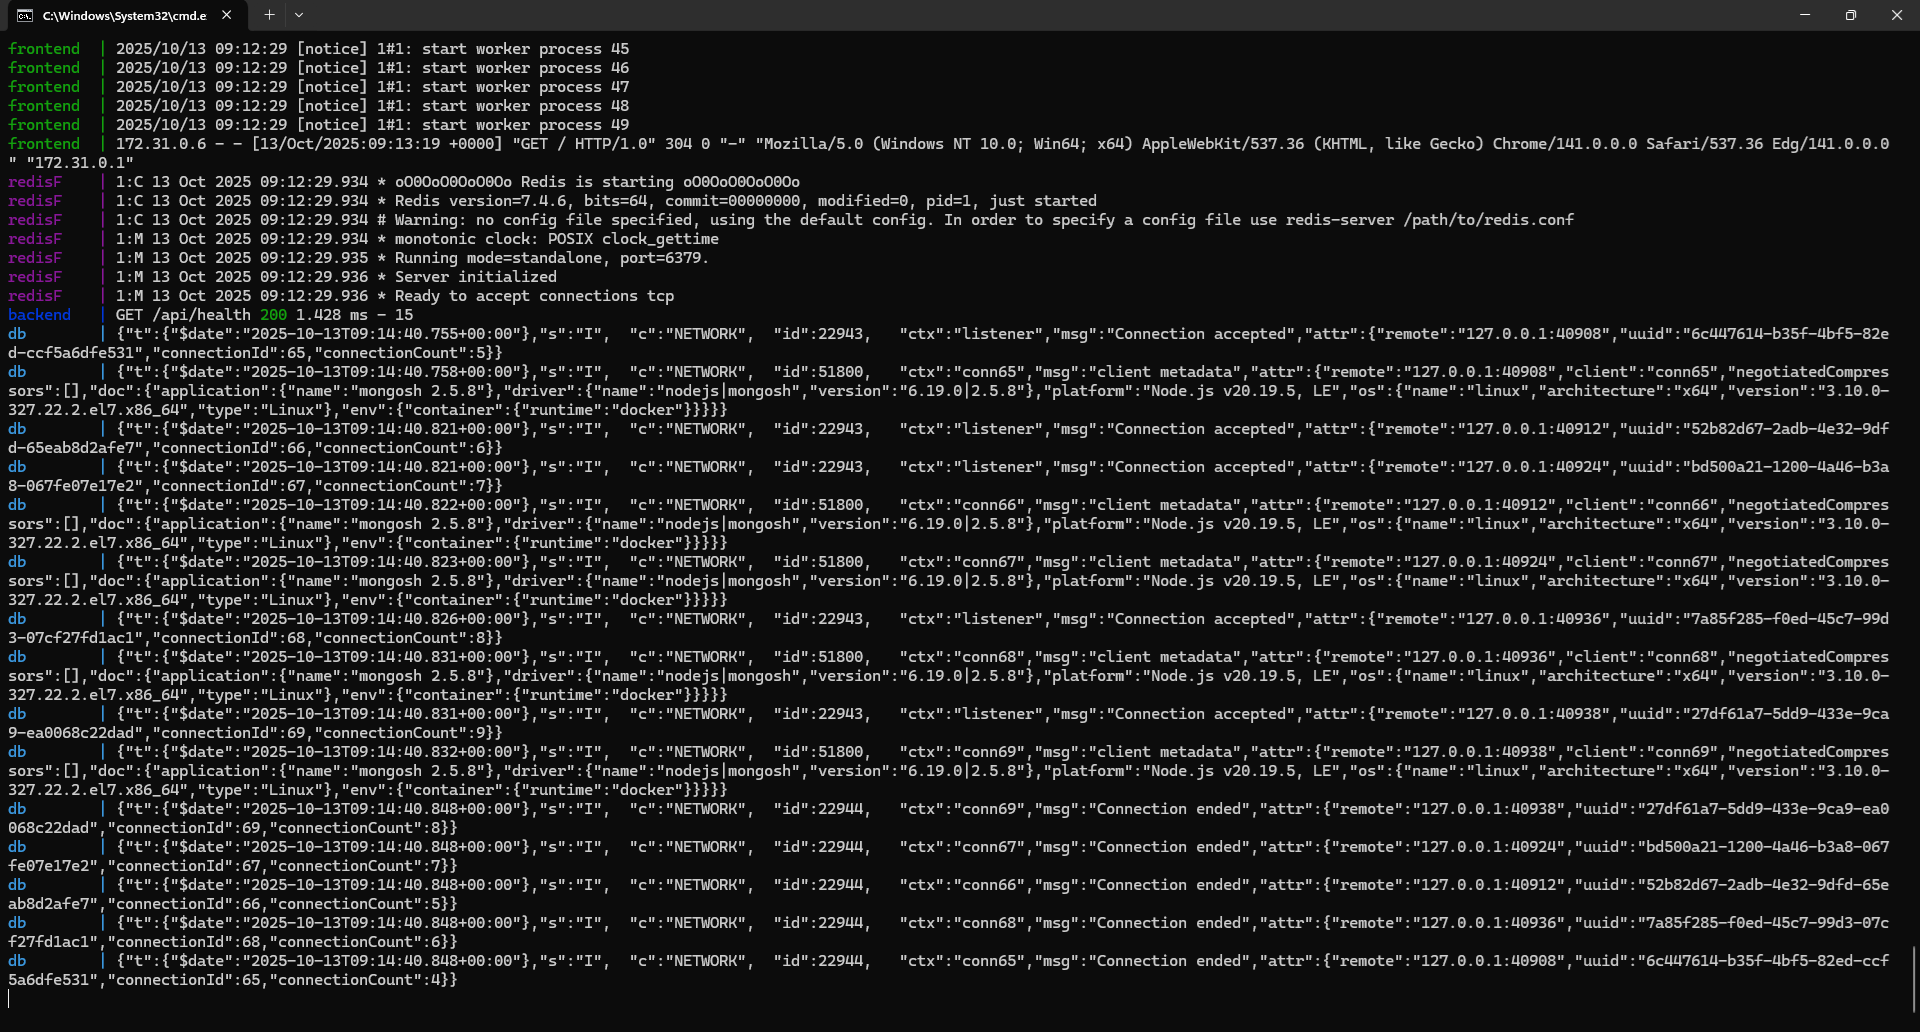 C:\Windows\System32\cmd.e
frontend | 2025/10/13 09:12:29 [notice] 1#1: start worker process 45
frontend | 2025/10/13 09:12:29 [notice] 1#1: start worker process 46
frontend | 2025/10/13 09:12:29 [notice] 1#1: start worker process 47
frontend | 2025/10/13 09:12:29 [notice] 1#1: start worker process 48
frontend | 2025/10/13 09:12:29 [notice] 1#1: start worker process 49
frontend | 172.31.0.6 - - [13/Oct/2025:09:13:19 +0000] "GET / HTTP/1.0" 304 0 "-" "Mozilla/5.0 (Windows NT 10.0; Win64; x64) AppleWebKit/537.36 (KHTML, like Gecko) Chrome/141.0.0.0 Safari/537.36 Edg/141.0.0.0
" "172.31.0.1"
redisF | 1:C 13 Oct 2025 09:12:29.934 * oO0OoO0OoO0Oo Redis is starting oO0OoO0OoO0Oo
redisF | 1:C 13 Oct 2025 09:12:29.934 * Redis version=7.4.6, bits=64, commit=00000000, modified=0, pid=1, just started
redisF | 1:C 13 Oct 2025 09:12:29.934 # Warning: no config file specified, using the default config. In order to specify a config file use redis-server /path/to/redis.conf
redisF | 1:M 13 Oct 2025 09:12:29.934 * monotonic clock: POSIX clock_gettime
redisF | 1:M 13 Oct 2025 09:12:29.935 * Running mode=standalone, port=6379.
redisF | 1:M 13 Oct 2025 09:12:29.936 * Server initialized
redisF | 1:M 13 Oct 2025 09:12:29.936 * Ready to accept connections tcp
backend | GET /api/health 200 1.428 ms - 15
db | {"t":{"$date":"2025-10-13T09:14:40.755+00:00"},"s":"I", "c":"NETWORK", "id":22943, "ctx":"listener","msg":"Connection accepted","attr":{"remote":"127.0.0.1:40908","uuid":"6c447614-b35f-4bf5-82e
d-ccf5a6dfe531","connectionId":65,"connectionCount":5}}
db | {"t":{"$date":"2025-10-13T09:14:40.758+00:00"},"s":"I", "c":"NETWORK", "id":51800, "ctx":"conn65","msg":"client metadata","attr":{"remote":"127.0.0.1:40908","client":"conn65","negotiatedCompres
sors":[],"doc":{"application":{"name":"mongosh 2.5.8"},"driver":{"name":"nodejs|mongosh","version":"6.19.0|2.5.8"},"platform":"Node.js v20.19.5, LE","os":{"name":"linux","architecture":"x64","version":"3.10.0-
327.22.2.el7.x86_64","type":"Linux"},"env":{"container":{"runtime":"docker"}}}}}
db | {"t":{"$date":"2025-10-13T09:14:40.821+00:00"},"s":"I", "c":"NETWORK", "id":22943, "ctx":"listener","msg":"Connection accepted","attr":{"remote":"127.0.0.1:40912","uuid":"52b82d67-2adb-4e32-9df
d-65eab8d2afe7","connectionId":66,"connectionCount":6}}
db | {"t":{"$date":"2025-10-13T09:14:40.821+00:00"},"s":"I", "c":"NETWORK", "id":22943, "ctx":"listener","msg":"Connection accepted","attr":{"remote":"127.0.0.1:40924","uuid":"bd500a21-1200-4a46-b3a
8-067fe07e17e2","connectionId":67,"connectionCount":7}}
db | {"t":{"$date":"2025-10-13T09:14:40.822+00:00"},"s":"I", "c":"NETWORK", "id":51800, "ctx":"conn66","msg":"client metadata","attr":{"remote":"127.0.0.1:40912","client":"conn66","negotiatedCompres
sors":[],"doc":{"application":{"name":"mongosh 2.5.8"},"driver":{"name":"nodejs|mongosh","version":"6.19.0|2.5.8"},"platform":"Node.js v20.19.5, LE","os":{"name":"linux","architecture":"x64","version":"3.10.0-
327.22.2.el7.x86_64","type":"Linux"},"env":{"container":{"runtime":"docker"}}}}}
db | {"t":{"$date":"2025-10-13T09:14:40.823+00:00"},"s":"I", "c":"NETWORK", "id":51800, "ctx":"conn67","msg":"client metadata","attr":{"remote":"127.0.0.1:40924","client":"conn67","negotiatedCompres
sors":[],"doc":{"application":{"name":"mongosh 2.5.8"},"driver":{"name":"nodejs|mongosh","version":"6.19.0|2.5.8"},"platform":"Node.js v20.19.5, LE","os":{"name":"linux","architecture":"x64","version":"3.10.0-
327.22.2.el7.x86_64","type":"Linux"},"env":{"container":{"runtime":"docker"}}}}}
db | {"t":{"$date":"2025-10-13T09:14:40.826+00:00"},"s":"I", "c":"NETWORK", "id":22943, "ctx":"listener","msg":"Connection accepted","attr":{"remote":"127.0.0.1:40936","uuid":"7a85f285-f0ed-45c7-99d
3-07cf27fd1ac1","connectionId":68,"connectionCount":8}}
db | {"t":{"$date":"2025-10-13T09:14:40.831+00:00"},"s":"I", "c":"NETWORK", "id":51800, "ctx":"conn68","msg":"client metadata","attr":{"remote":"127.0.0.1:40936","client":"conn68","negotiatedCompres
sors":[],"doc":{"application":{"name":"mongosh 2.5.8"},"driver":{"name":"nodejs|mongosh","version":"6.19.0|2.5.8"},"platform":"Node.js v20.19.5, LE","os":{"name":"linux","architecture":"x64","version":"3.10.0-
327.22.2.el7.x86_64","type":"Linux"},"env":{"container":{"runtime":"docker"}}}}}
db | {"t":{"$date":"2025-10-13T09:14:40.831+00:00"},"s":"I", "c":"NETWORK", "id":22943, "ctx":"listener","msg":"Connection accepted","attr":{"remote":"127.0.0.1:40938","uuid":"27df61a7-5dd9-433e-9ca
9-ea0068c22dad","connectionId":69,"connectionCount":9}}
db | {"t":{"$date":"2025-10-13T09:14:40.832+00:00"},"s":"I", "c":"NETWORK", "id":51800, "ctx":"conn69","msg":"client metadata","attr":{"remote":"127.0.0.1:40938","client":"conn69","negotiatedCompres
sors":[],"doc":{"application":{"name":"mongosh 2.5.8"},"driver":{"name":"nodejs|mongosh","version":"6.19.0|2.5.8"},"platform":"Node.js v20.19.5, LE","os":{"name":"linux","architecture":"x64","version":"3.10.0-
327.22.2.el7.x86_64","type":"Linux"},"env":{"container":{"runtime":"docker"}}}}}
db | {"t":{"$date":"2025-10-13T09:14:40.848+00:00"},"s":"I", "c":"NETWORK", "id":22944, "ctx":"conn69","msg":"Connection ended","attr":{"remote":"127.0.0.1:40938","uuid":"27df61a7-5dd9-433e-9ca9-ea0
068c22dad","connectionId":69,"connectionCount":8}}
db | {"t":{"$date":"2025-10-13T09:14:40.848+00:00"},"s":"I", "c":"NETWORK", "id":22944, "ctx":"conn67","msg":"Connection ended","attr":{"remote":"127.0.0.1:40924","uuid":"bd500a21-1200-4a46-b3a8-067
fe07e17e2","connectionId":67,"connectionCount":7}}
db | {"t":{"$date":"2025-10-13T09:14:40.848+00:00"},"s":"I", "c":"NETWORK", "id":22944, "ctx":"conn66","msg":"Connection ended","attr":{"remote":"127.0.0.1:40912","uuid":"52b82d67-2adb-4e32-9dfd-65e
ab8d2afe7","connectionId":66,"connectionCount":5}}
db | {"t":{"$date":"2025-10-13T09:14:40.848+00:00"},"s":"I", "c":"NETWORK", "id":22944, "ctx":"conn68","msg":"Connection ended","attr":{"remote":"127.0.0.1:40936","uuid":"7a85f285-f0ed-45c7-99d3-07c
f27fd1ac1","connectionId":68,"connectionCount":6}}
db | {"t":{"$date":"2025-10-13T09:14:40.848+00:00"},"s":"I", "c":"NETWORK", "id":22944, "ctx":"conn65","msg":"Connection ended","attr":{"remote":"127.0.0.1:40908","uuid":"6c447614-b35f-4bf5-82ed-ccf
5a6dfe531","connectionId":65,"connectionCount":4}}